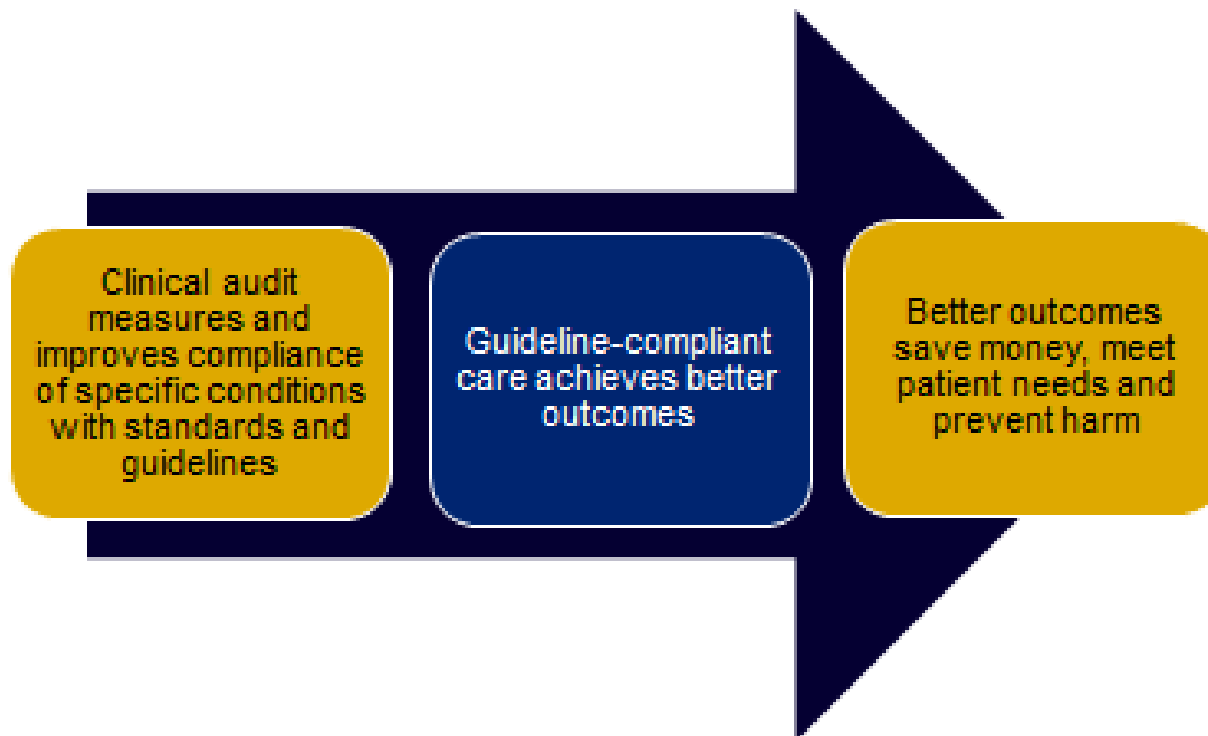 Clinical audit
measures and
improves compliance
of specific conditions
with standards and
guidelines
Guideline-compliant
care achieves better
outcomes
Better outcomes
save money, meet
patient needs and
prevent harm